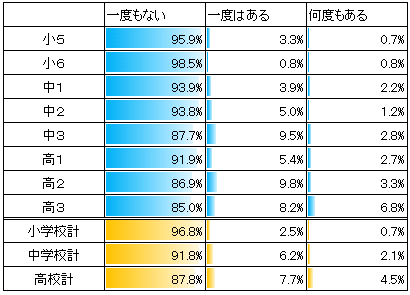 一度もない 一度はある 何度もある
小５ 95.9% 3.3% 0.7%
小６ 98.5% 0.8% 0.8%
中１ 93.9% 3.9% 2.2%
中２ 93.8% 5.0% 1.2%
中３ 87.7% 9.5% 2.8%
高１ 91.9% 5.4% 2.7%
高２ 86.9% 9.8% 3.3%
高３ 85.0% 8.2% 6.8%
小学校計 96.8% 2.5% 0.7%
中学校計 91.8% 6.2% 2.1%
高校計 87.8% 7.7% 4.5%